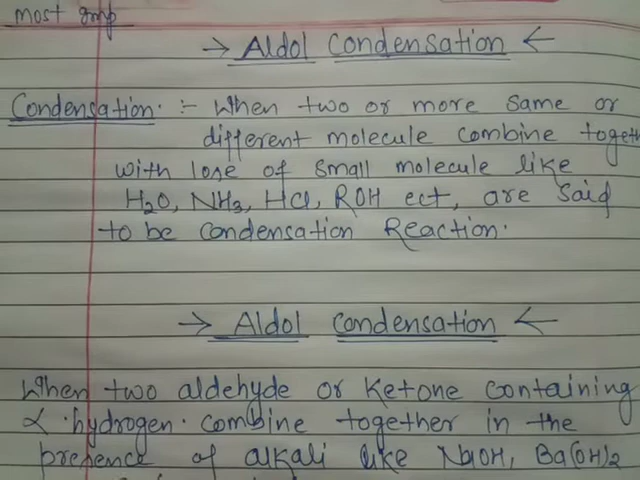 most imp
→ Aldol Condensation ←
Condensation :- When two or more same or
different molecule combine togeth
with lose of small molecule like
H2O, NH3, HCl, ROH ect, are said
to be condensation Reaction.
→ Aldol Condensation ←
When two aldehyde or Ketone containing
α.hydrogen.combine together in the
presence of alkali like NaOH, Ba(OH)2